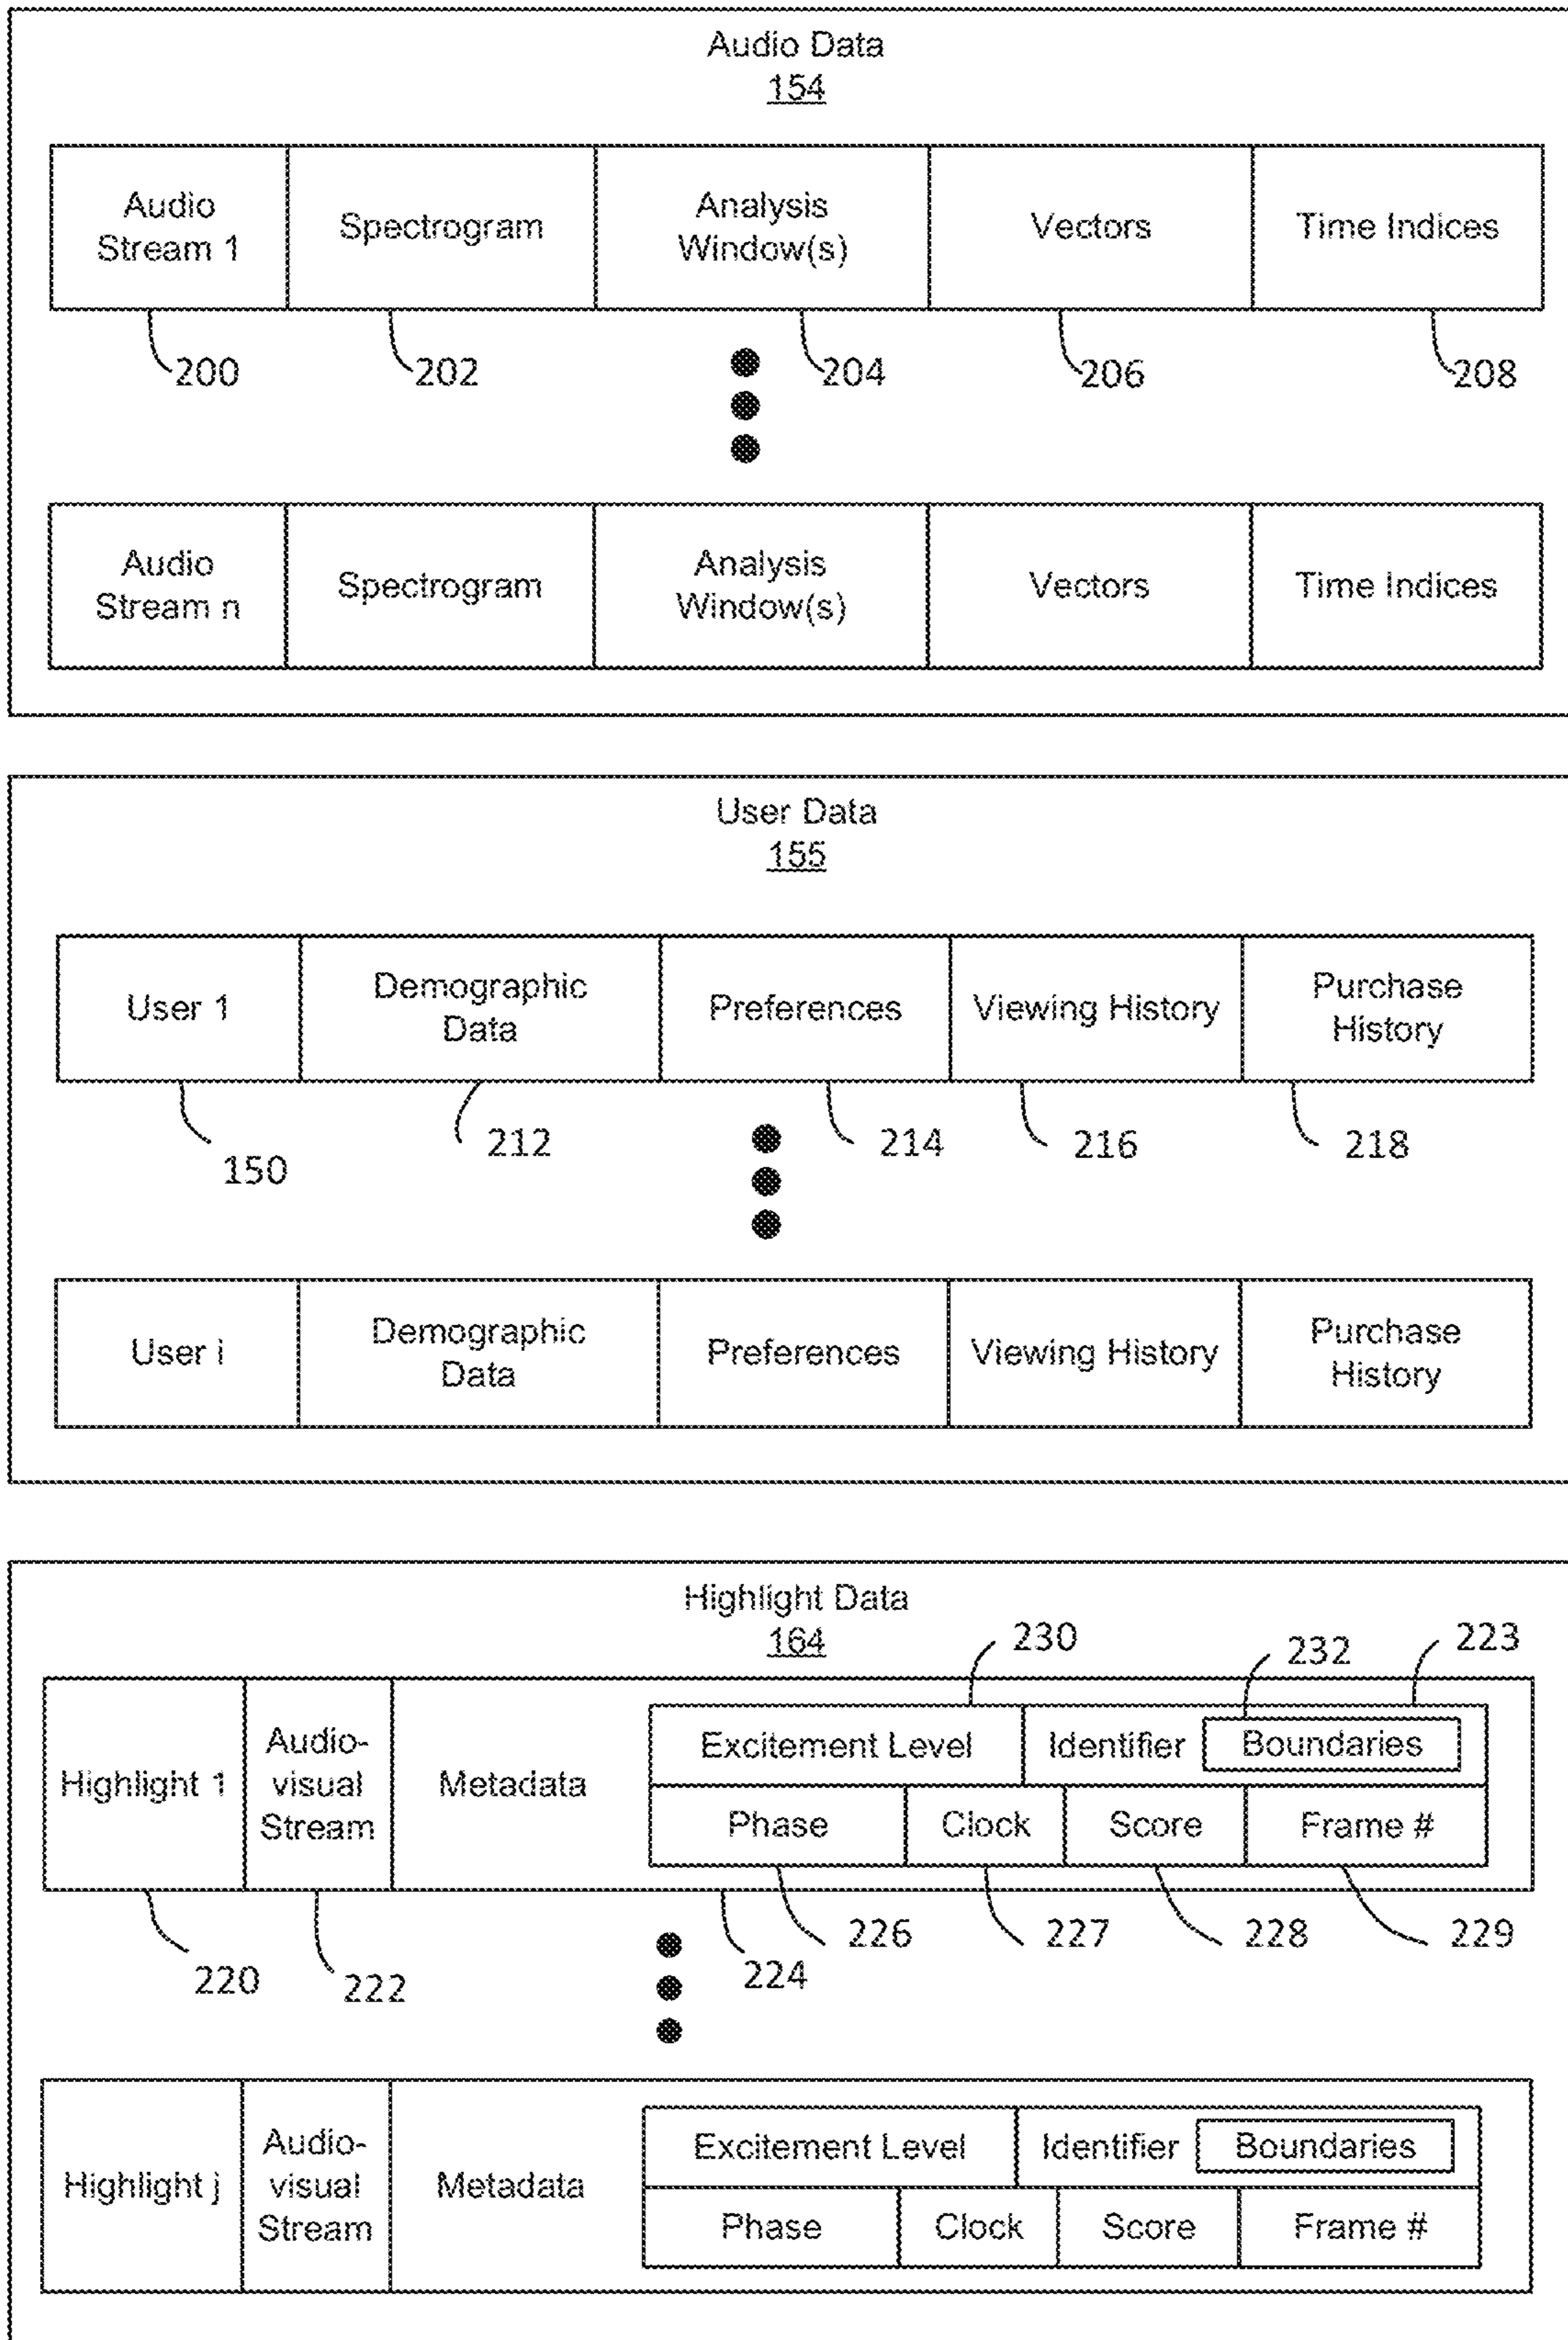 Audio Data
154
Audio
Stream 1
Spectrogram
Analysis
Window(s)
Vectors
Time Indices
200
202
204
206
208
Audio
Stream n
Spectrogram
Analysis
Window(s)
Vectors
Time Indices
User Data
155
User 1
Demographic
Data
Preferences
Viewing History
Purchase
History
150
212
214
216
218
User i
Demographic
Data
Preferences
Viewing History
Purchase
History
Highlight Data
164
230
232
223
Highlight 1
Audio-
visual
Stream
Metadata
Excitement Level
Identifier
Boundaries
Phase
Clock
Score
Frame #
220
222
224
226
227
228
229
Highlight j
Audio-
visual
Stream
Metadata
Excitement Level
Identifier
Boundaries
Phase
Clock
Score
Frame #